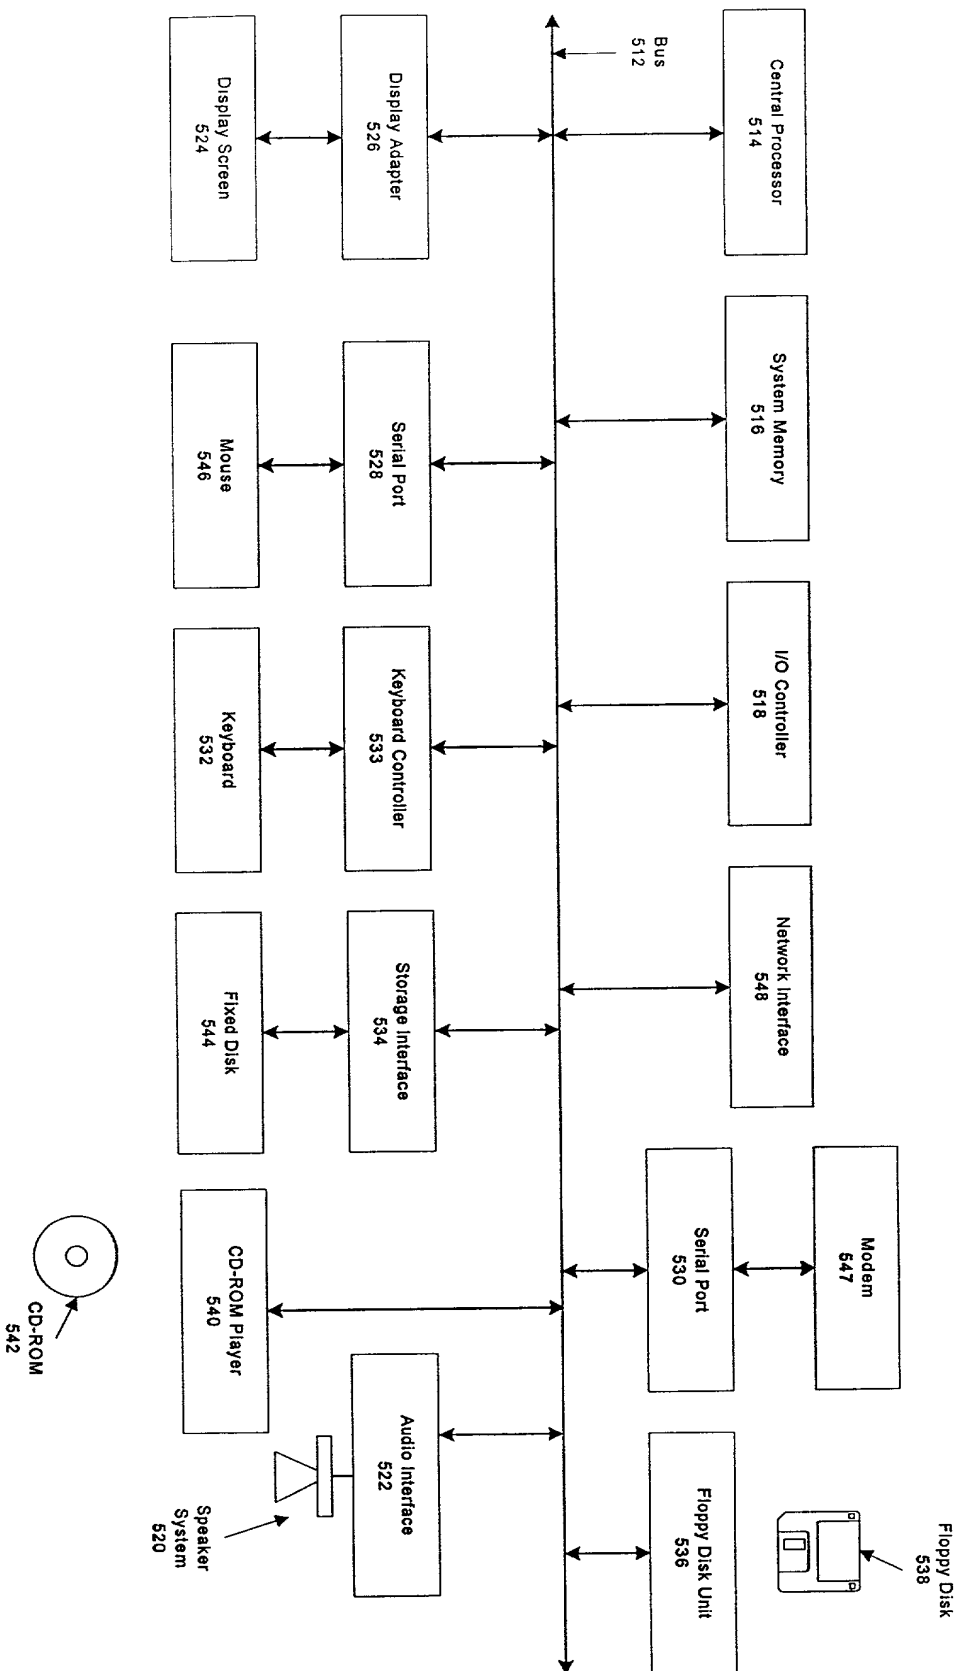 Bus
512
Central Processor
514
System Memory
516
I/O Controller
518
Network Interface
548
Modem
547
Serial Port
530
Floppy Disk
538
Floppy Disk Unit
536
Display Adapter
526
Serial Port
528
Keyboard Controller
533
Storage Interface
534
Audio Interface
522
Display Screen
524
Mouse
546
Keyboard
532
Fixed Disk
544
CD-ROM Player
540
Speaker
System
520
CD-ROM
542